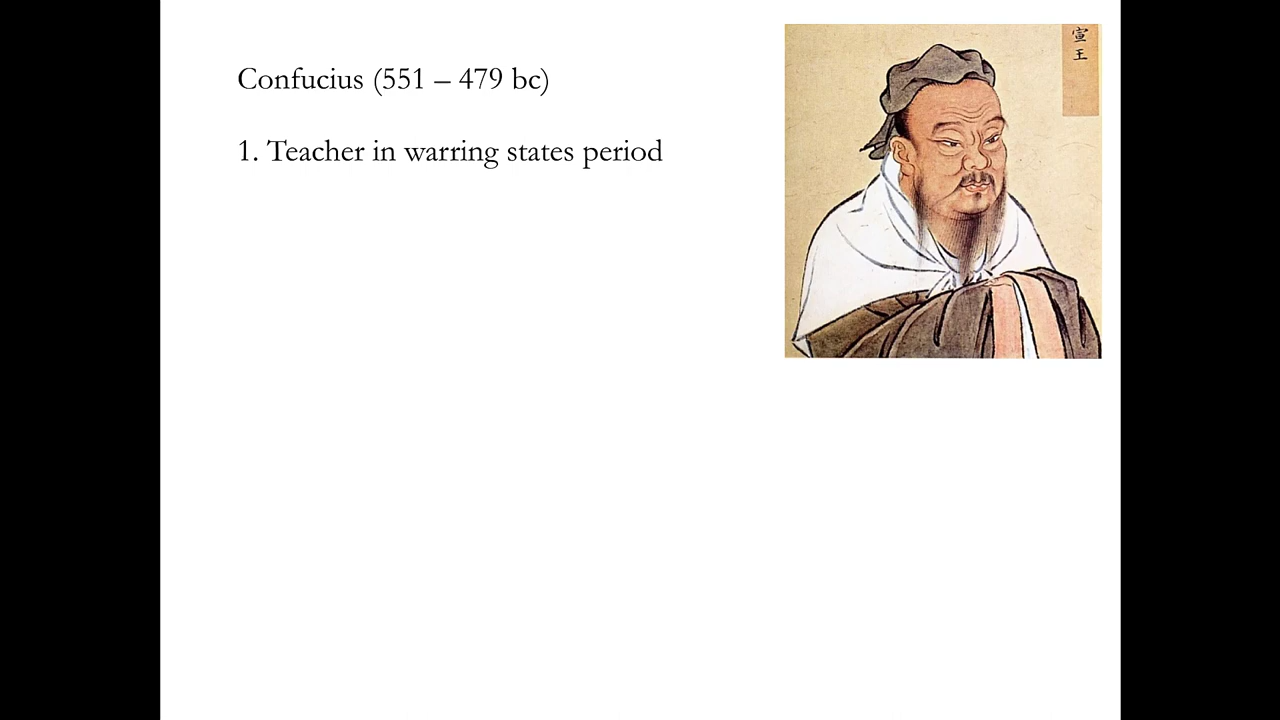 Confucius (551 – 479 bc)
1. Teacher in warring states period
宣王